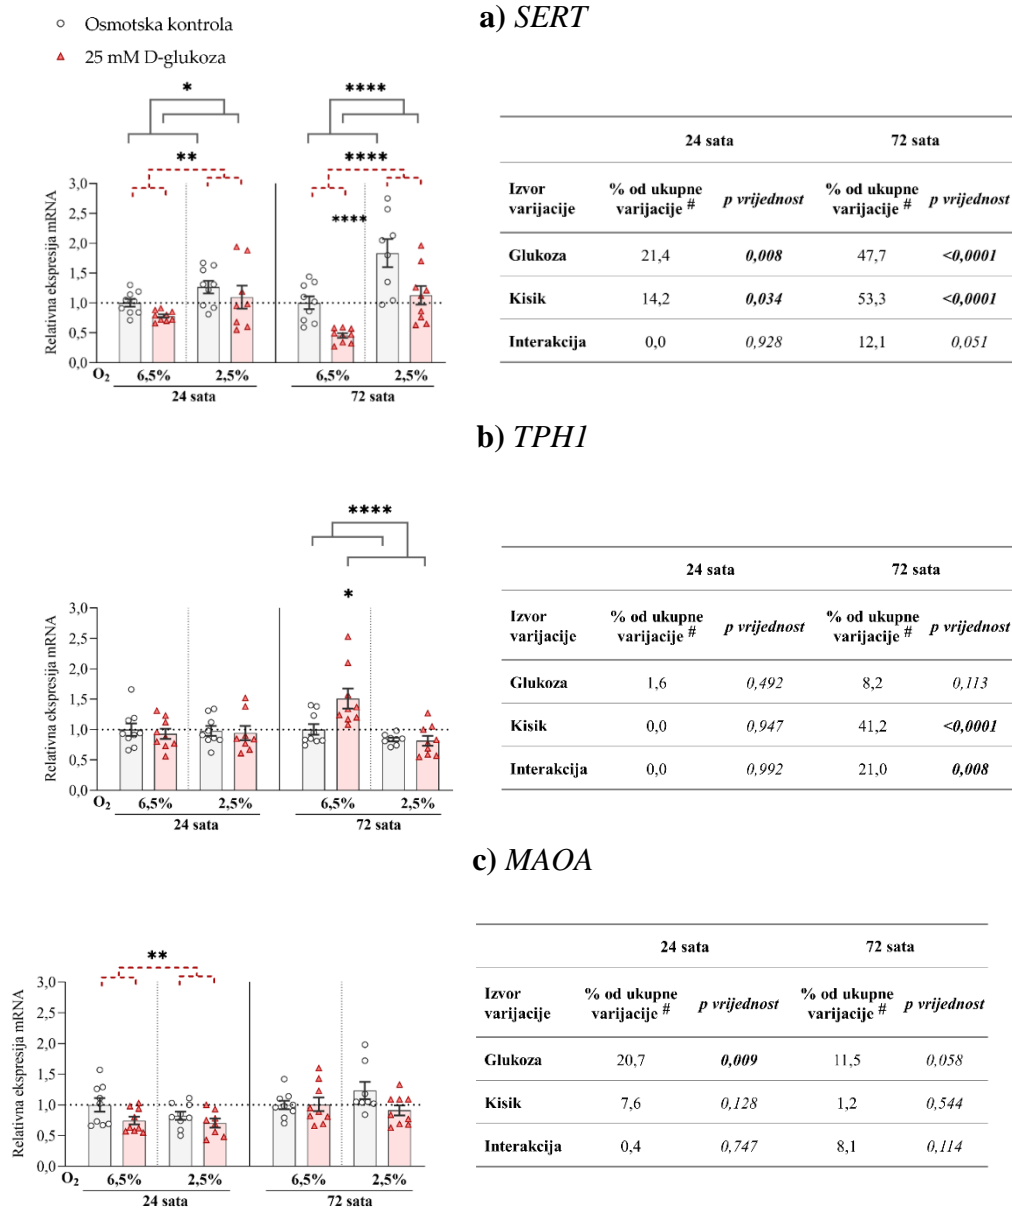 a) SERT
Osmotska kontrola
25 mM D-glukoza
*
****
**
****
****
Relativna ekspresija mRNA
3,0
2,5
2,0
1,5
1,0
0,5
0,0
O2 6,5% 2,5% 6,5% 2,5%
24 sata 72 sata
24 sata 72 sata
Izvor varijacije % od ukupne varijacije # p vrijednost % od ukupne varijacije # p vrijednost
Glukoza 21,4 0,008 47,7 <0,0001
Kisik 14,2 0,034 53,3 <0,0001
Interakcija 0,0 0,928 12,1 0,051
b) TPH1
****
*
Relativna ekspresija mRNA
3,0
2,5
2,0
1,5
1,0
0,5
0,0
O2 6,5% 2,5% 6,5% 2,5%
24 sata 72 sata
24 sata 72 sata
Izvor varijacije % od ukupne varijacije # p vrijednost % od ukupne varijacije # p vrijednost
Glukoza 1,6 0,492 8,2 0,113
Kisik 0,0 0,947 41,2 <0,0001
Interakcija 0,0 0,992 21,0 0,008
c) MAOA
**
Relativna ekspresija mRNA
3,0
2,5
2,0
1,5
1,0
0,5
0,0
O2 6,5% 2,5% 6,5% 2,5%
24 sata 72 sata
24 sata 72 sata
Izvor varijacije % od ukupne varijacije # p vrijednost % od ukupne varijacije # p vrijednost
Glukoza 20,7 0,009 11,5 0,058
Kisik 7,6 0,128 1,2 0,544
Interakcija 0,4 0,747 8,1 0,114